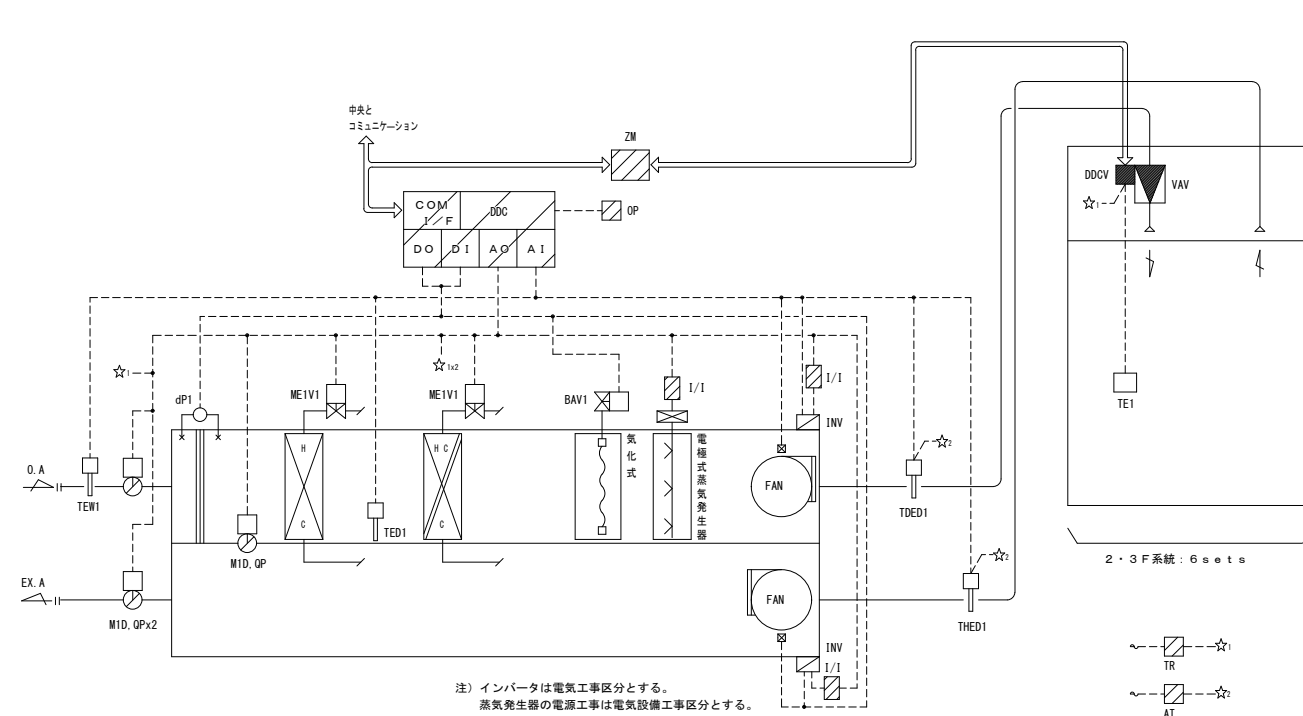 中央と
コミュニケーション
ZM
COM
I/F
DDC
OP
DO
DI
AO
AI
DDCV
VAV
☆1
TE1
2・3F系統:6sets
☆1
☆1x2
dP1
ME1V1
ME1V1
BAV1
I/I
I/I
INV
O.A
TEW1
H
C
HC
C
TED1
M1D,QP
気化式
電極式蒸気発生器
FAN
☆2
TDED1
EX.A
M1D,QPx2
FAN
☆2
THED1
INV
I/I
注)インバータは電気工事区分とする。
蒸気発生器の電源工事は電気設備工事区分とする。
☆1
TR
☆2
AT